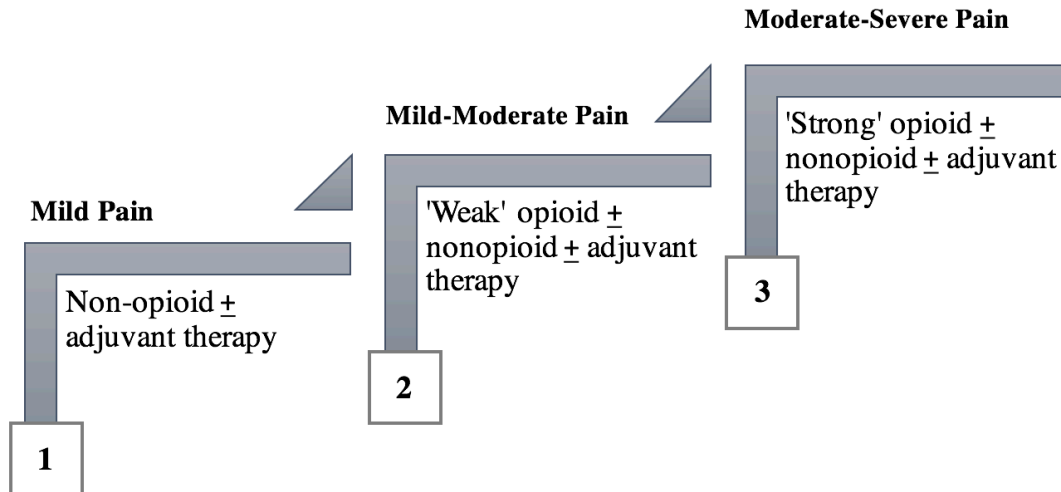 Mild Pain
Non-opioid ±
adjuvant therapy
1
Mild-Moderate Pain
'Weak' opioid ±
nonopioid ± adjuvant
therapy
2
Moderate-Severe Pain
'Strong' opioid ±
nonopioid ± adjuvant
therapy
3